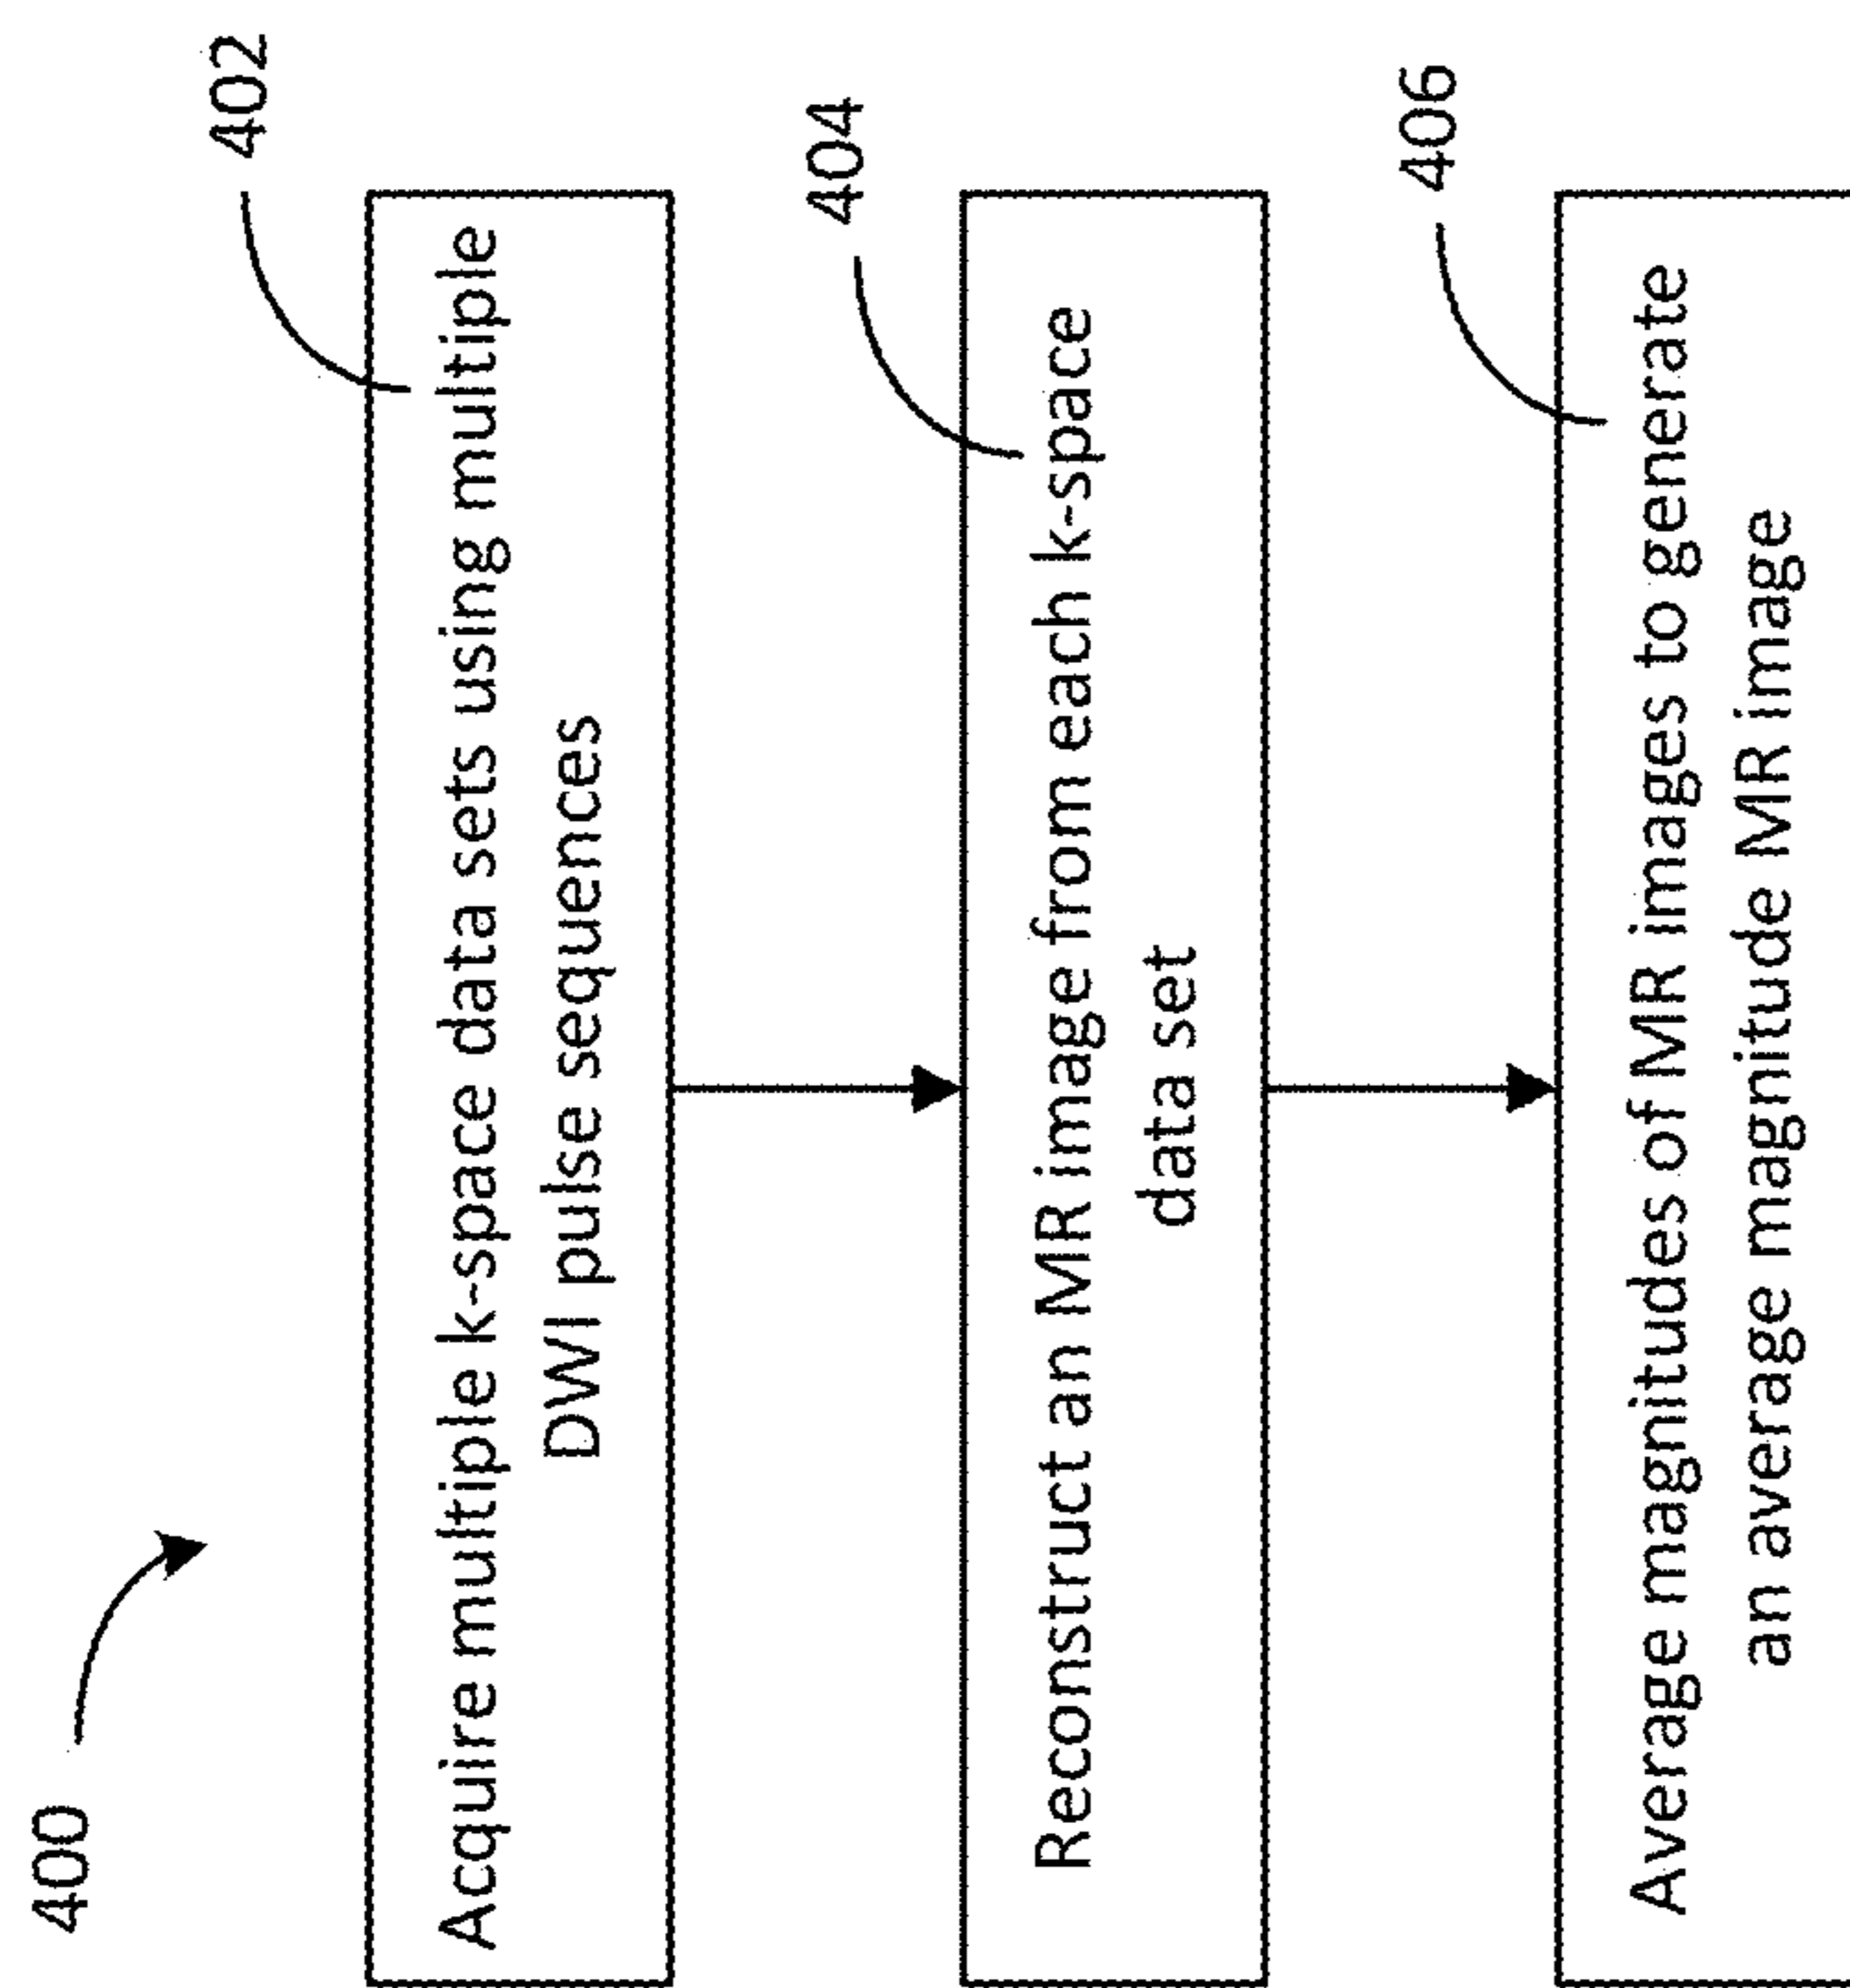 400
402
Acquire multiple k-space data sets using multiple
DWI pulse sequences
404
Reconstruct an MR image from each k-space
data set
406
Average magnitudes of MR images to generate
an average magnitude MR image